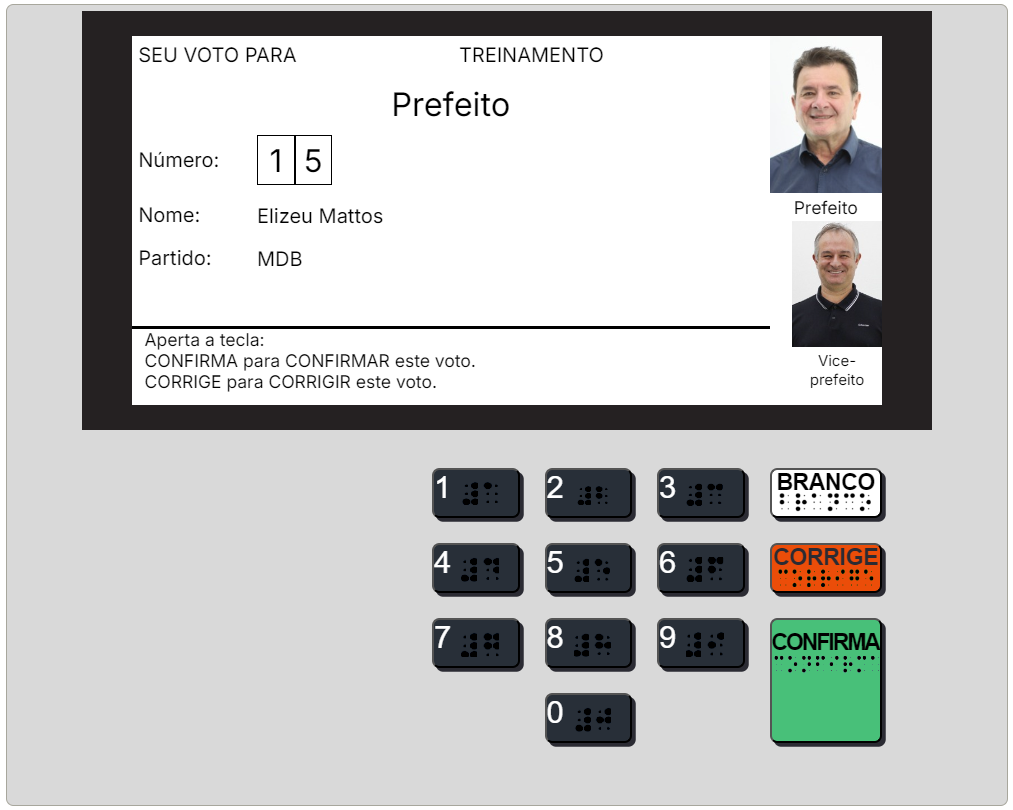 SEU VOTO PARA TREINAMENTO
Prefeito
Número: 1 5
Nome: Elizeu Mattos
Partido: MDB
Prefeito
Vice-
prefeito
Aperta a tecla:
CONFIRMA para CONFIRMAR este voto.
CORRIGE para CORRIGIR este voto.
1 2 3 BRANCO
4 5 6 CORRIGE
7 8 9 CONFIRMA
0